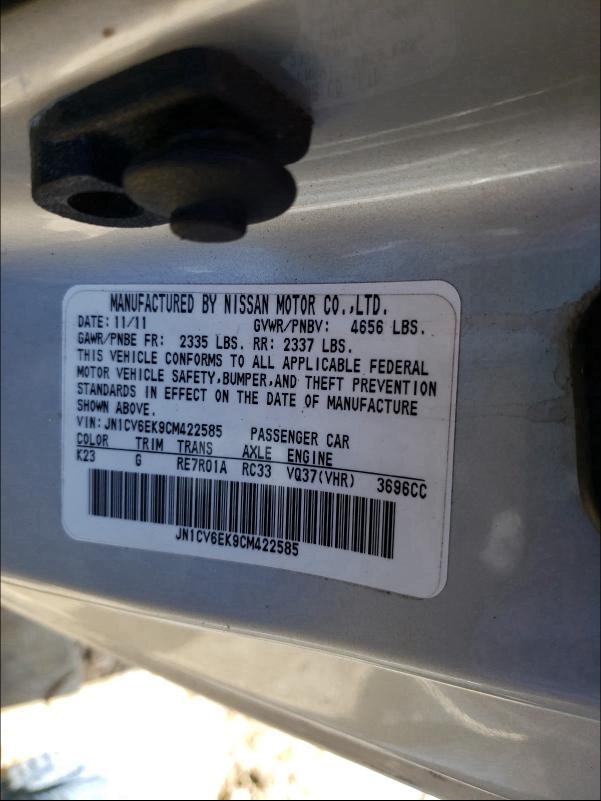 MANUFACTURED BY NISSAN MOTOR CO.,LTD.
DATE: 11/11 GVWR/PNBV: 4656 LBS.
GAWR/PNBE FR: 2335 LBS. RR: 2337 LBS.
THIS VEHICLE CONFORMS TO ALL APPLICABLE FEDERAL
MOTOR VEHICLE SAFETY,BUMPER,AND THEFT PREVENTION
STANDARDS IN EFFECT ON THE DATE OF MANUFACTURE
SHOWN ABOVE.
VIN: JN1CV6EK9CM422585 PASSENGER CAR
COLOR TRIM TRANS AXLE ENGINE
K23 G RE7R01A RC33 VQ37(VHR) 3696CC
JN1CV6EK9CM422585